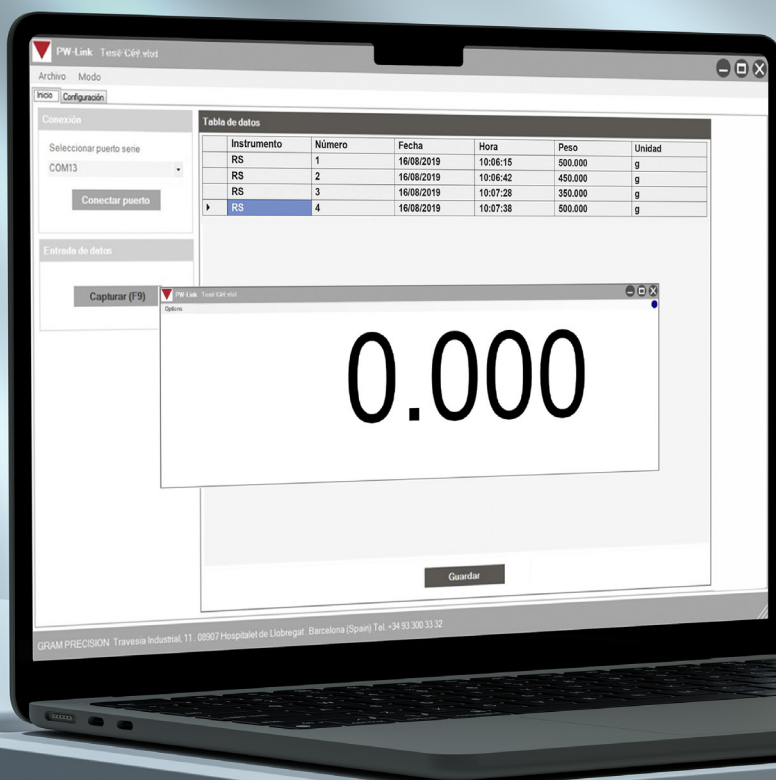 PW-Link
Archivo Modo
Inicio Configuración
Conexión
Seleccionar puerto serie
COM13
Conectar puerto
Entrada de datos
Capturar (F9)
Tabla de datos
Instrumento Número Fecha Hora Peso Unidad
RS 1 16/08/2019 10:06:15 500.000 g
RS 2 16/08/2019 10:06:42 450.000 g
RS 3 16/08/2019 10:07:28 350.000 g
RS 4 16/08/2019 10:07:38 500.000 g
PW-Link
Options
0.000
Guardar
GRAM PRECISION Travesia Industrial, 11 . 08907 Hospitalet de Llobregat. Barcelona (Spain) Tel. +34 93 300 33 32